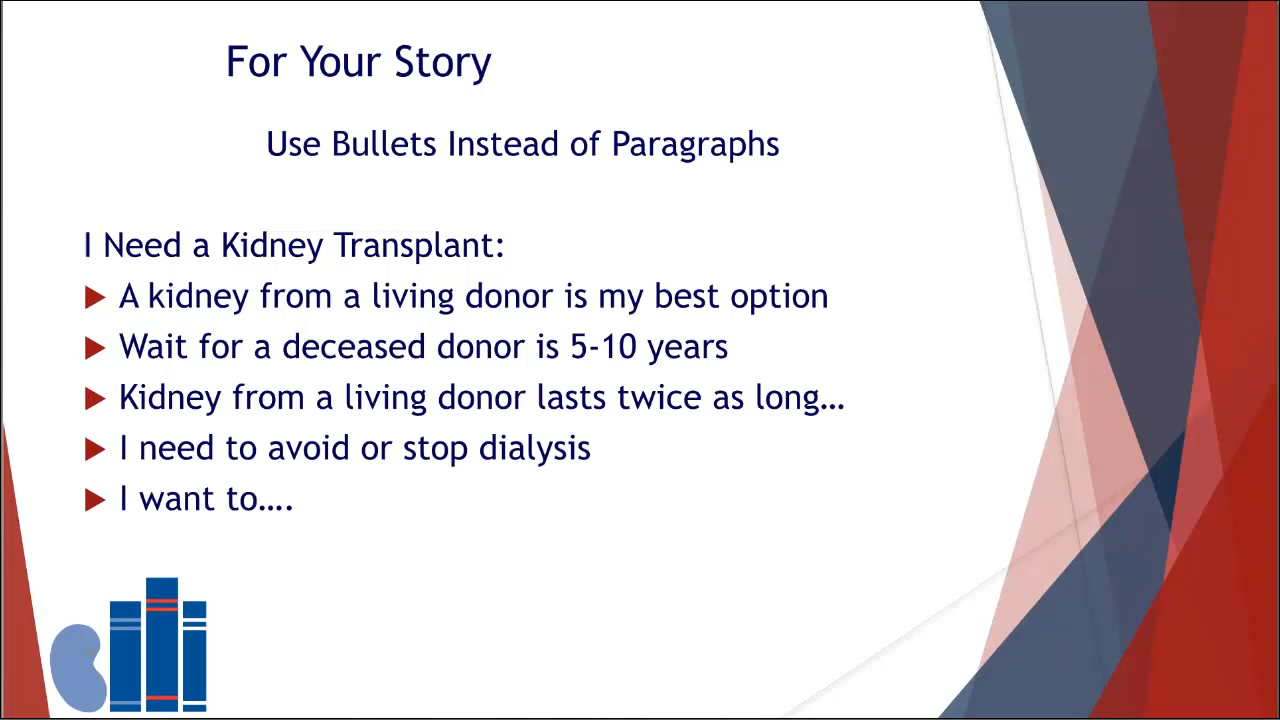 For Your Story
Use Bullets Instead of Paragraphs
I Need a Kidney Transplant:
A kidney from a living donor is my best option
Wait for a deceased donor is 5-10 years
Kidney from a living donor lasts twice as long…
I need to avoid or stop dialysis
I want to….